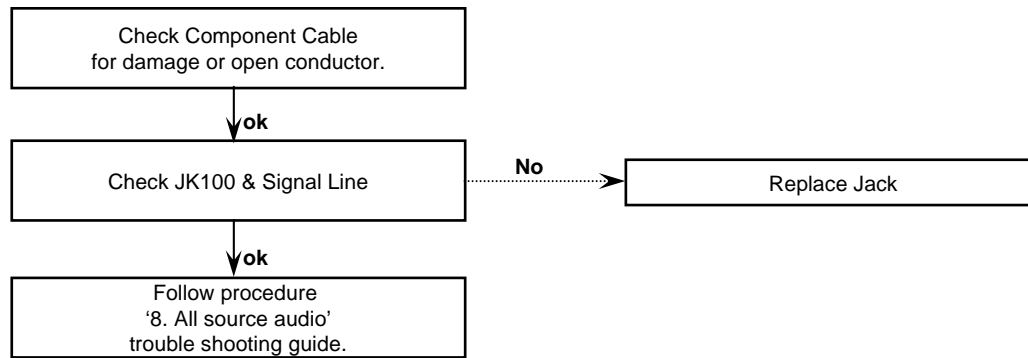 Check Component Cable
for damage or open conductor.
ok
Check JK100 & Signal Line
No
Replace Jack
ok
Follow procedure
‘8. All source audio’
trouble shooting guide.